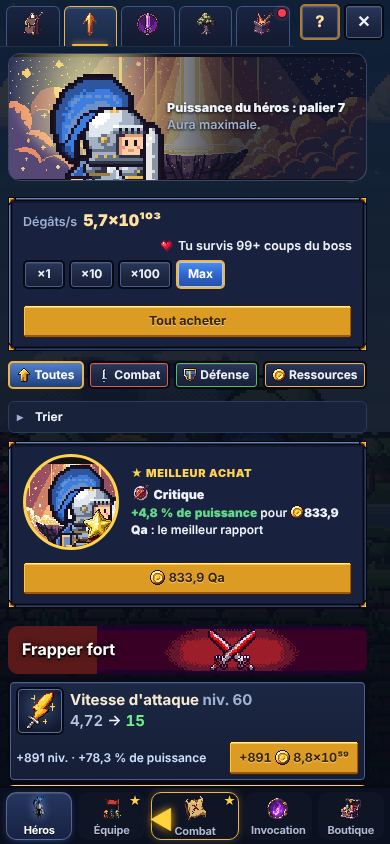 ?
×
Puissance du héros : palier 7
Aura maximale.
Dégâts/s 5,7×10¹⁰³
Tu survis 99+ coups du boss
×1
×10
×100
Max
Tout acheter
Toutes
Combat
Défense
Ressources
► Trier
★ MEILLEUR ACHAT
Critique
+4,8 % de puissance pour 833,9
Qa : le meilleur rapport
833,9 Qa
Frapper fort
Vitesse d'attaque niv. 60
4,72 → 15
+891 niv. · +78,3 % de puissance
+891 8,8×10⁵⁹
Héros
Équipe
Combat
Invocation
Boutique